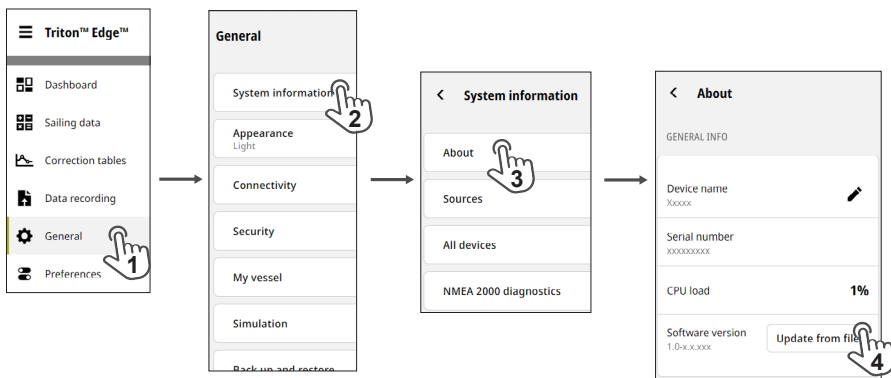 Triton™ Edge™
Dashboard
Sailing data
Correction tables
Data recording
General
Preferences
1
General
System information
2
Appearance
Light
Connectivity
Security
My vessel
Simulation
Back up and restore
System information
About
3
Sources
All devices
NMEA 2000 diagnostics
About
GENERAL INFO
Device name
Xxxxx
Serial number
xxxxxxxxx
CPU load 1%
Software version
1.0-x.x.xxx
Update from file
4